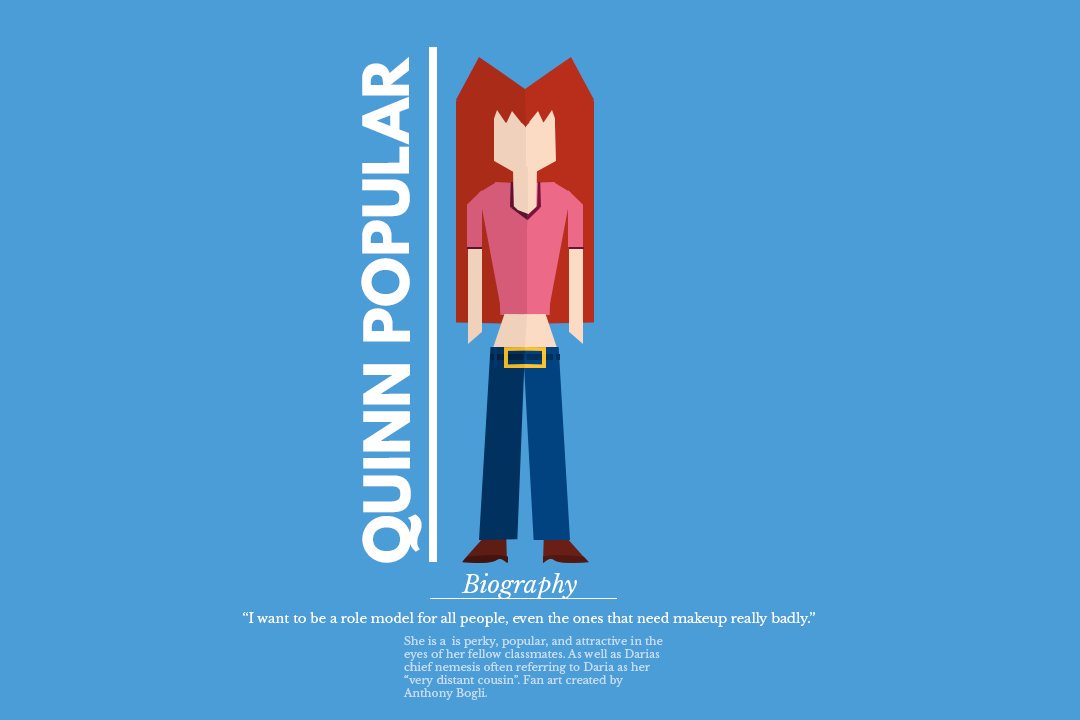 QUINN POPULAR
Biography
“I want to be a role model for all people, even the ones that need makeup really badly.”
She is a  is perky, popular, and attractive in the
eyes of her fellow classmates. As well as Darias
chief nemesis often referring to Daria as her
“very distant cousin”. Fan art created by
Anthony Bogli.